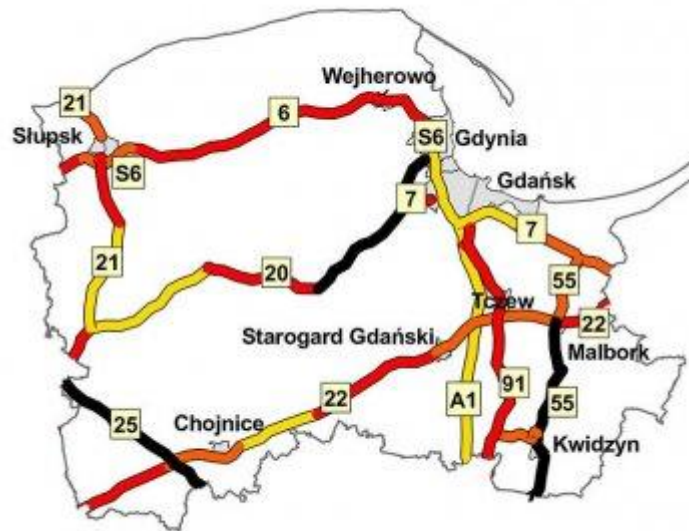 Wejherowo
21
6
Słupsk
S6
Gdynia
S6
Gdańsk
7
7
21
20
55
Tczew
22
Starogard Gdański
Malbork
22
A1
91
55
25
Chojnice
Kwidzyn